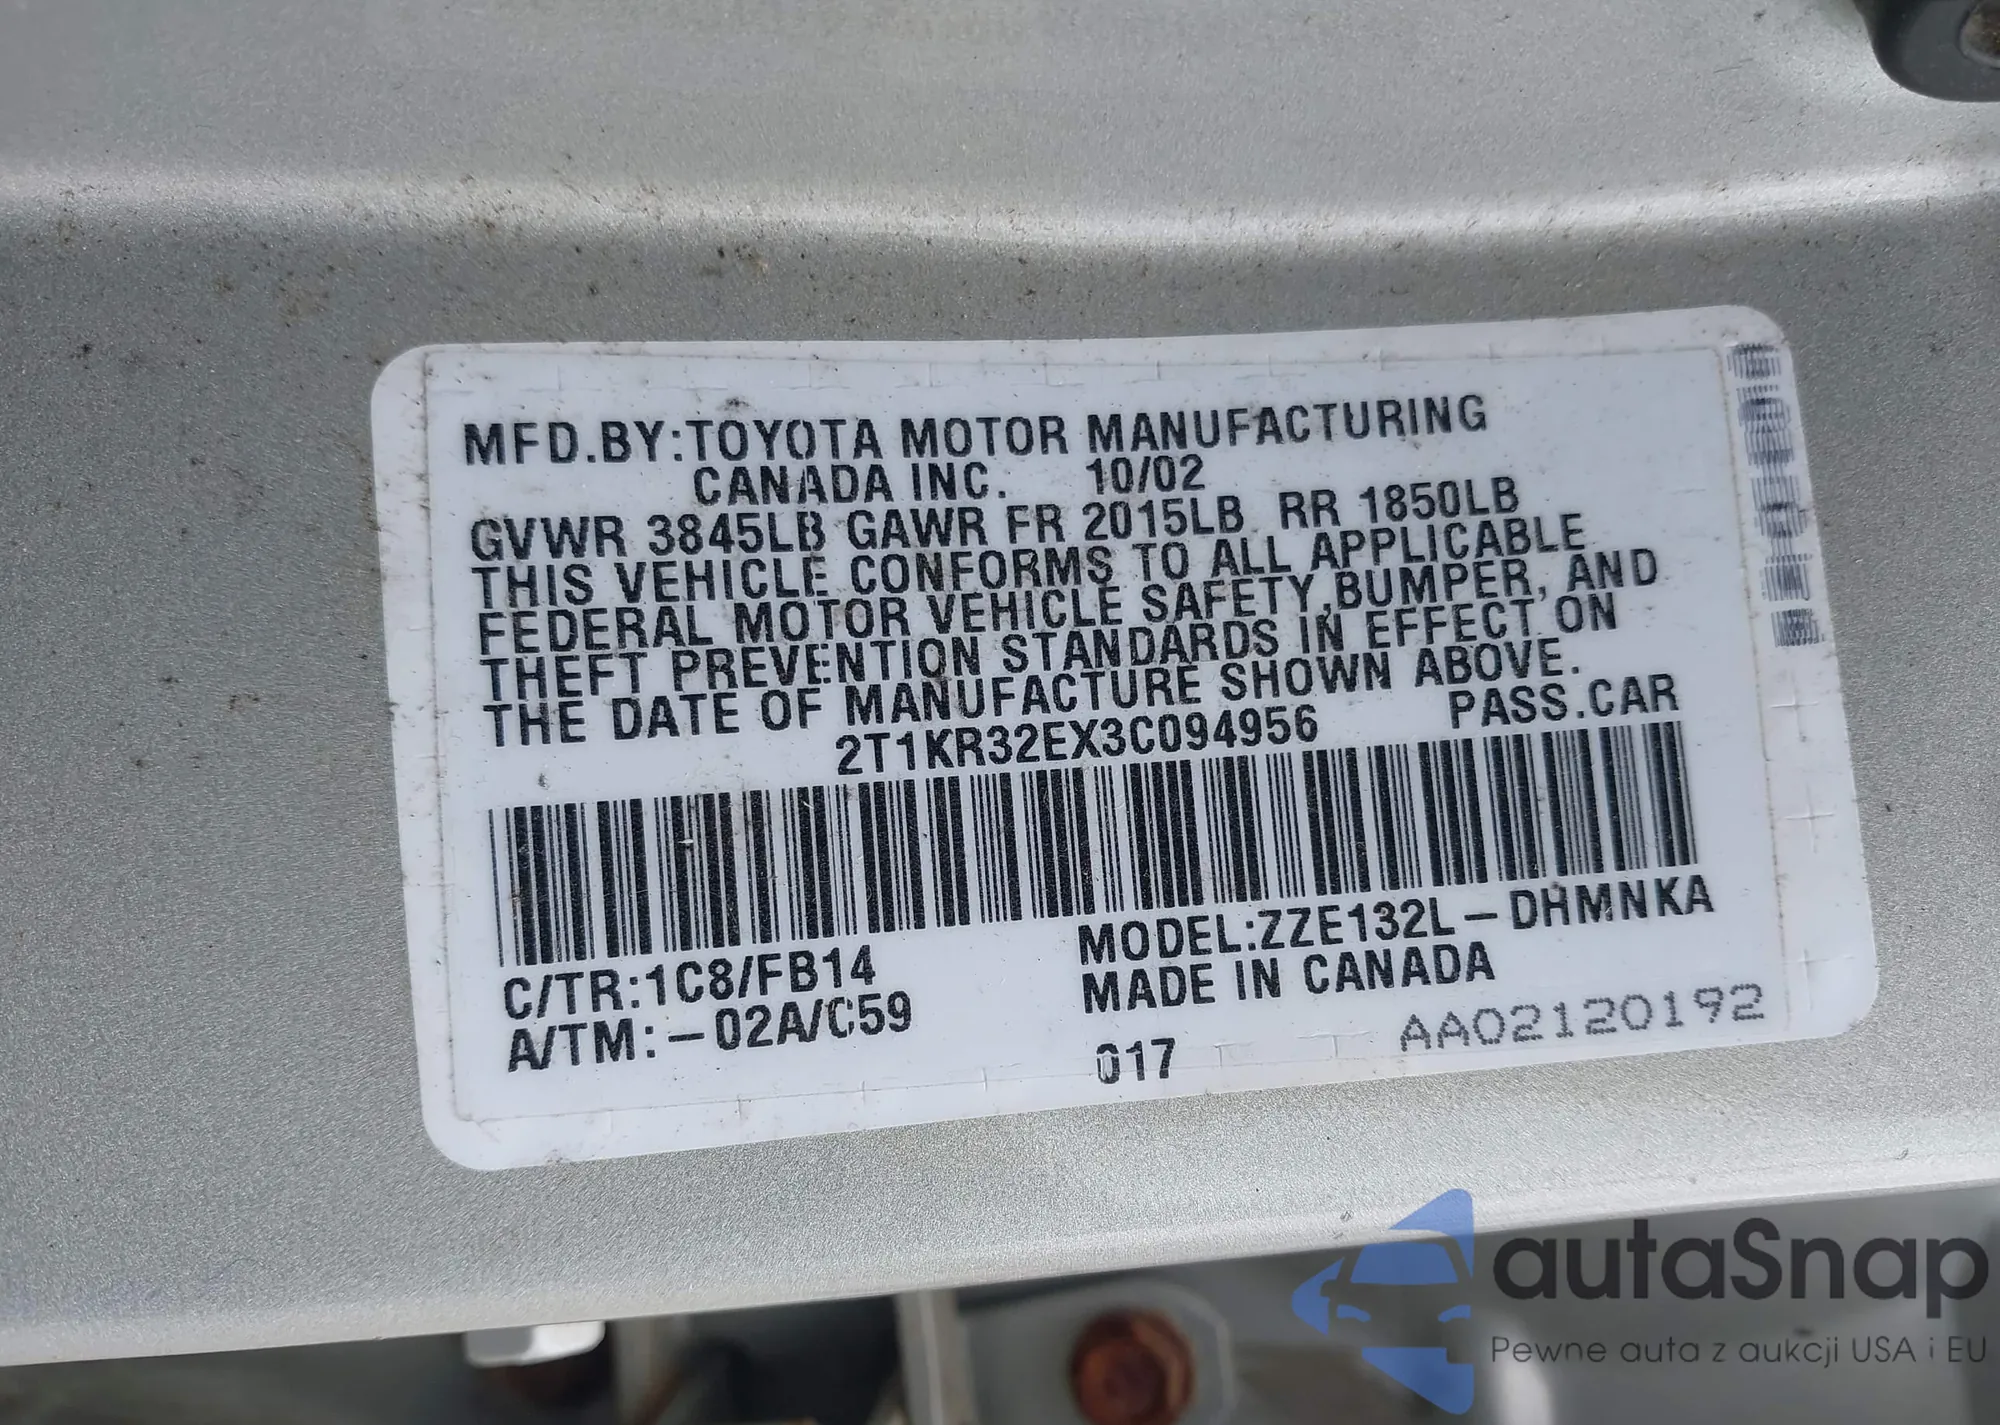 MFD.BY:TOYOTA MOTOR MANUFACTURING
CANADA INC. 10/02
GVWR 3845LB GAWR FR 2015LB RR 1850LB
THIS VEHICLE CONFORMS TO ALL APPLICABLE
FEDERAL MOTOR VEHICLE SAFETY,BUMPER, AND
THEFT PREVENTION STANDARDS IN EFFECT ON
THE DATE OF MANUFACTURE SHOWN ABOVE.
2T1KR32EX3C094956 PASS.CAR
C/TR:1C8/FB14 MODEL:ZZE132L-DHMNKA
A/TM:-02A/C59 MADE IN CANADA
017 AA02120192
autaSnap
Pewne auta z aukcji USA i EU